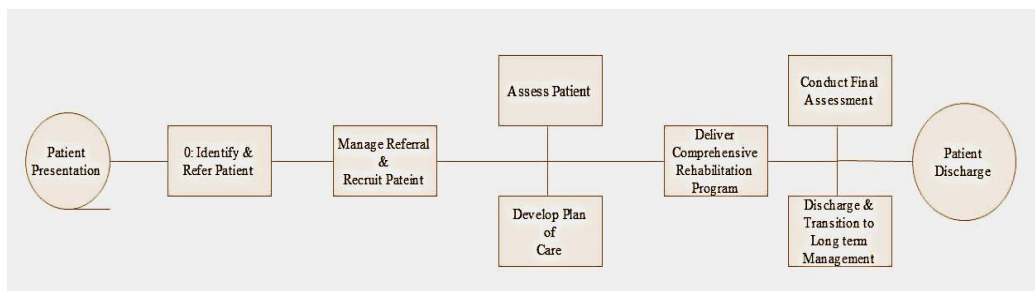 Patient
Presentation
0: Identify &
Refer Patient
Manage Referral
&
Recruit Pateint
Assess Patient
Develop Plan
of
Care
Deliver
Comprehensive
Rehabilitation
Program
Conduct Final
Assessment
Discharge &
Transition to
Long term
Management
Patient
Discharge